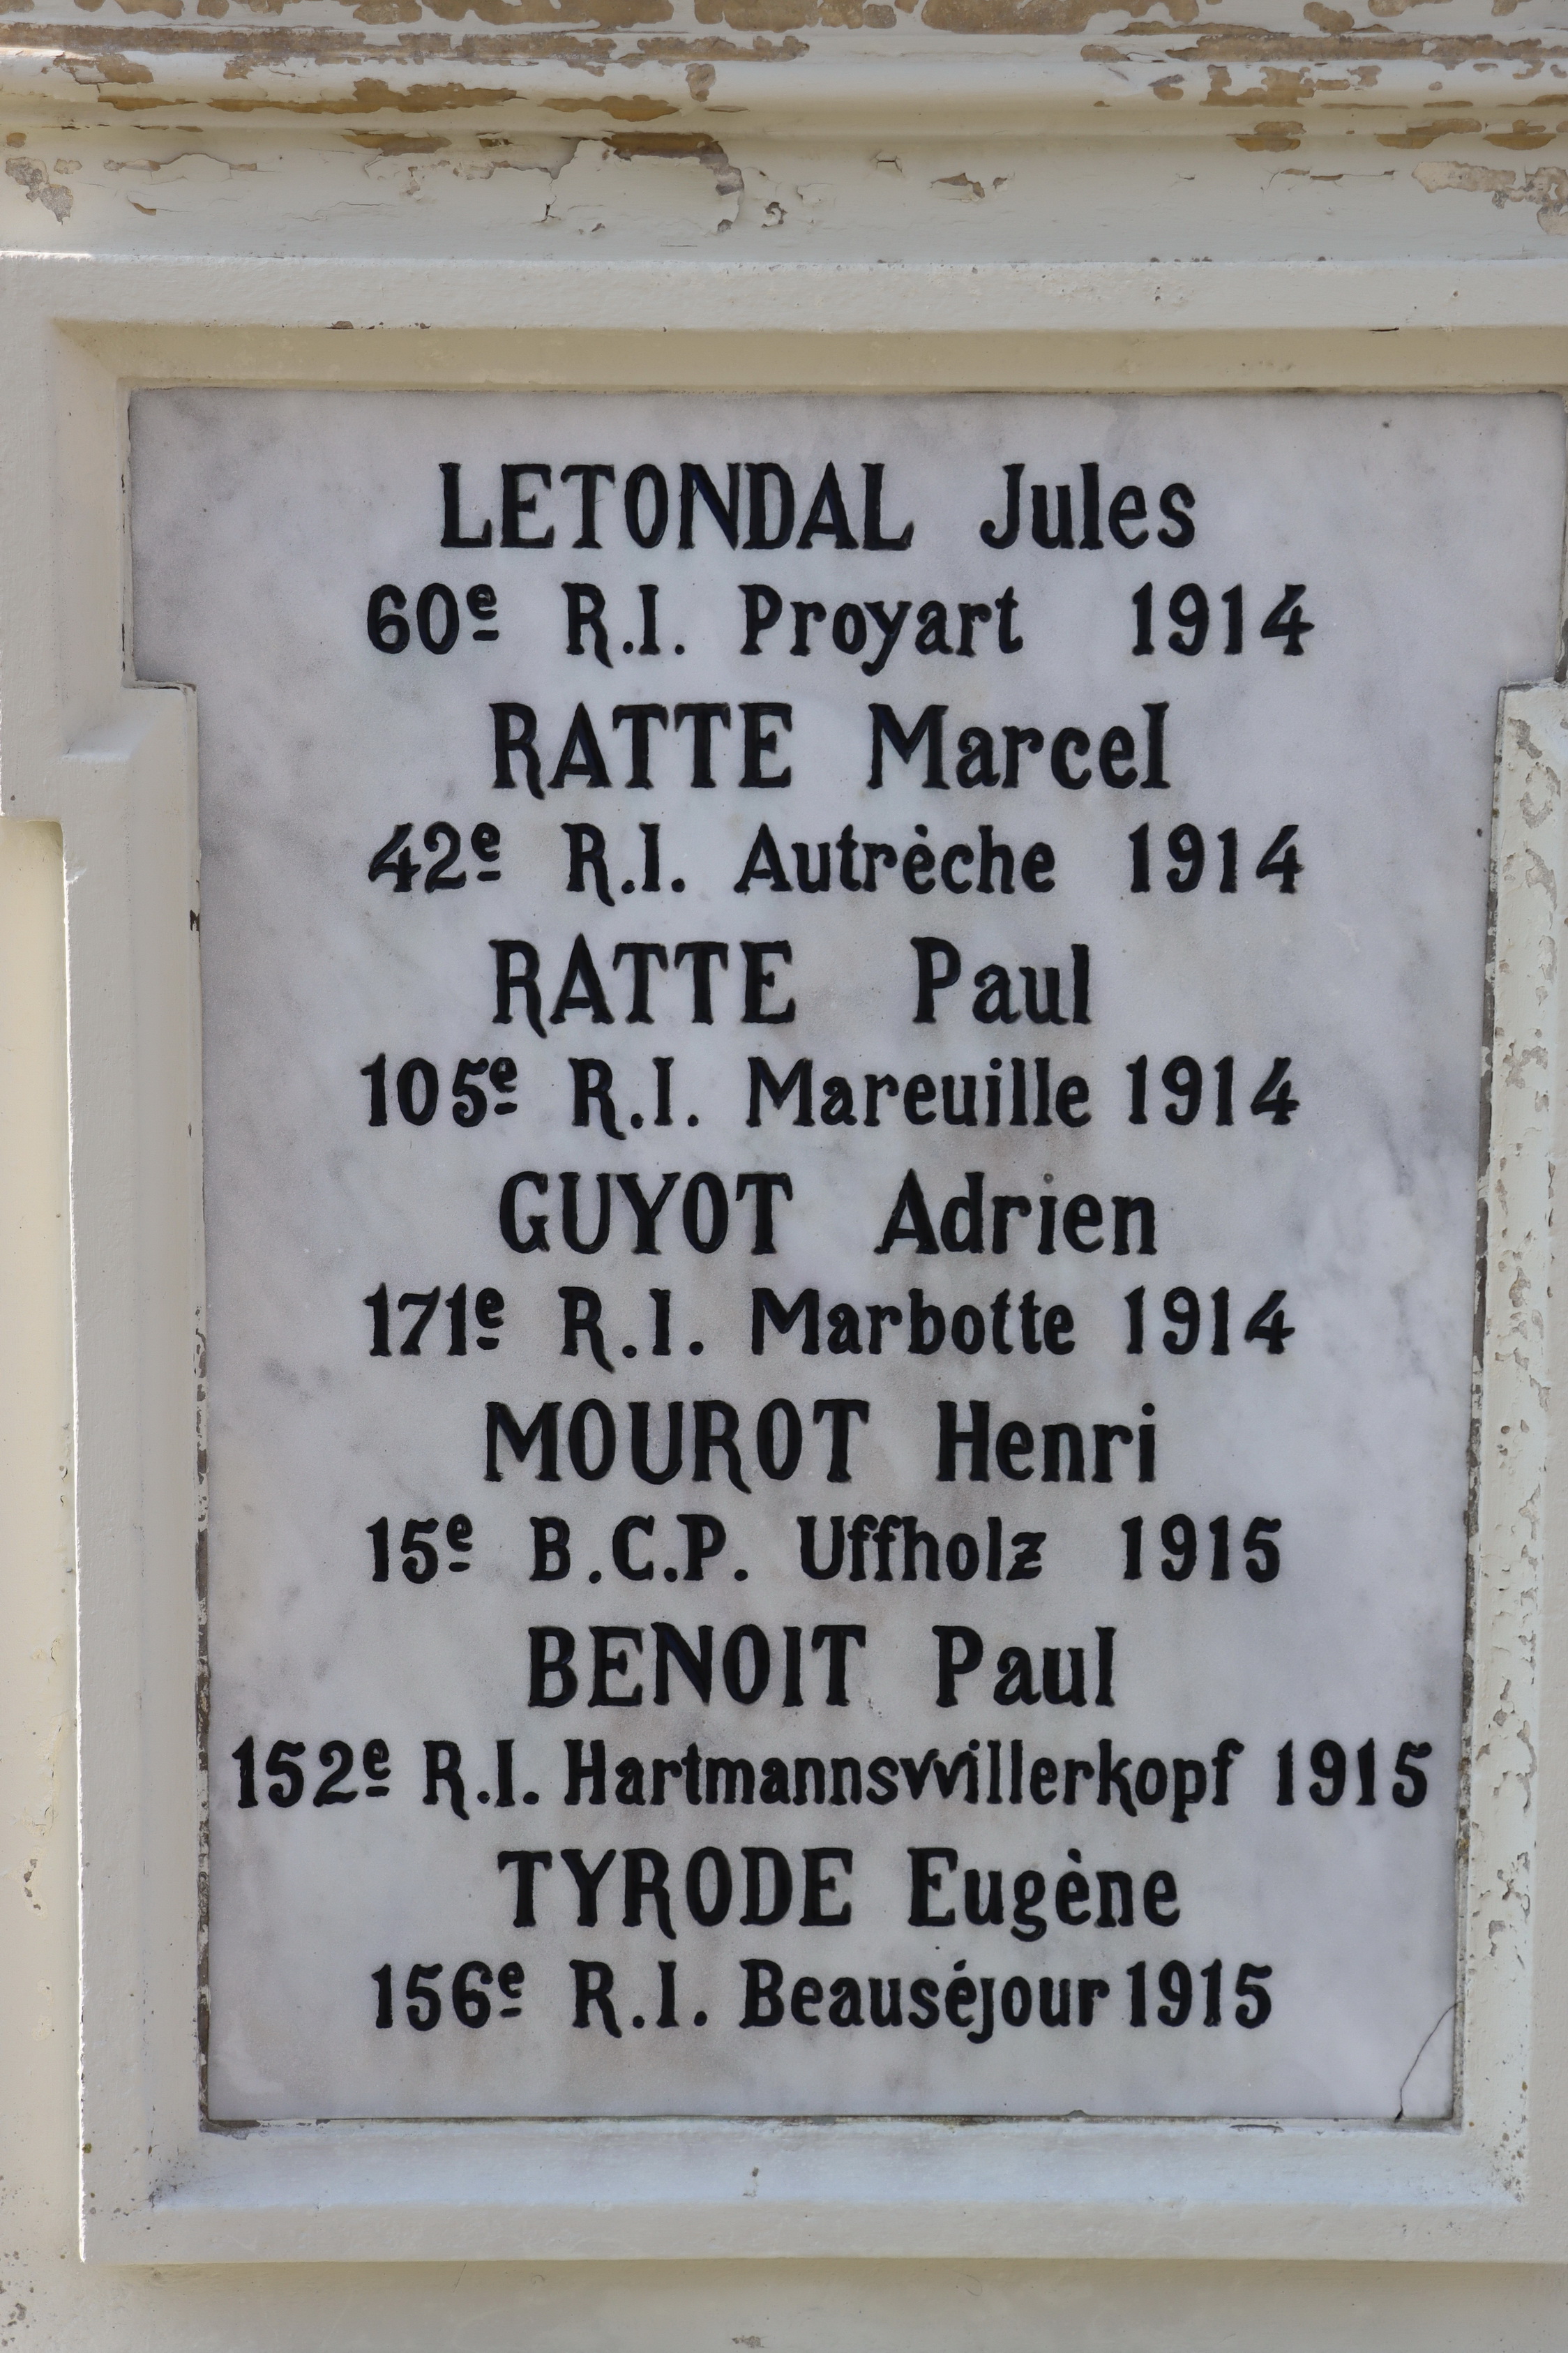 LETONDAL Jules
60e R.I. Proyart 1914
RATTE Marcel
42e R.I. Autrèche 1914
RATTE Paul
105e R.I. Mareuille 1914
GUYOT Adrien
171e R.I. Marbotte 1914
MOUROT Henri
15e B.C.P. Uffholz 1915
BENOIT Paul
152e R.I. Hartmannswillerkopf 1915
TYRODE Eugène
156e R.I. Beauséjour 1915